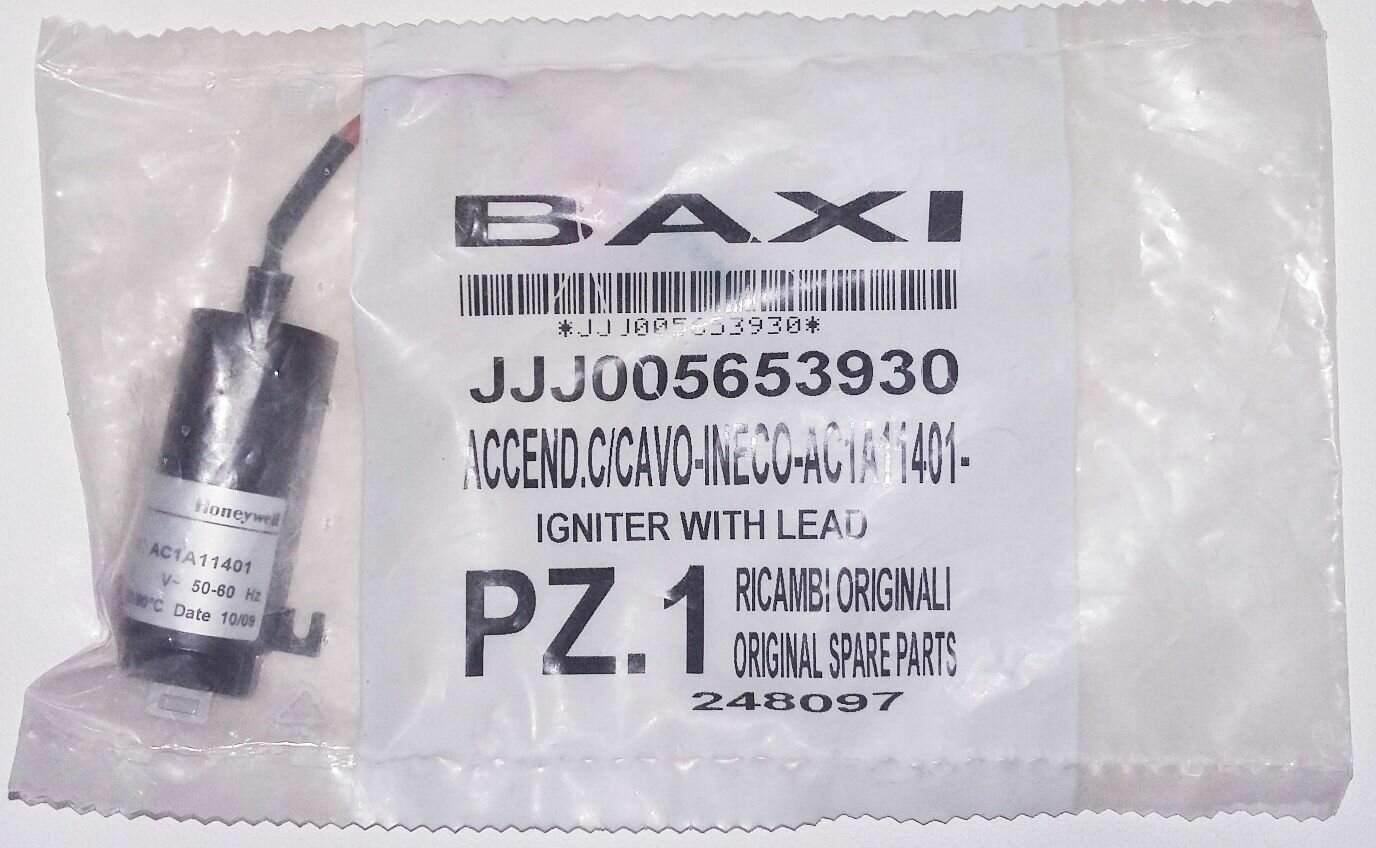 BAXI
*JJJ005653930*
JJJ005653930
ACCEND.C/CAVO-INECO-AC1A11401-
IGNITER WITH LEAD
PZ.1
RICAMBI ORIGINALI
ORIGINAL SPARE PARTS
248097
Honeywell
AC1A11401
V~ 50-60 Hz
Date 10/09